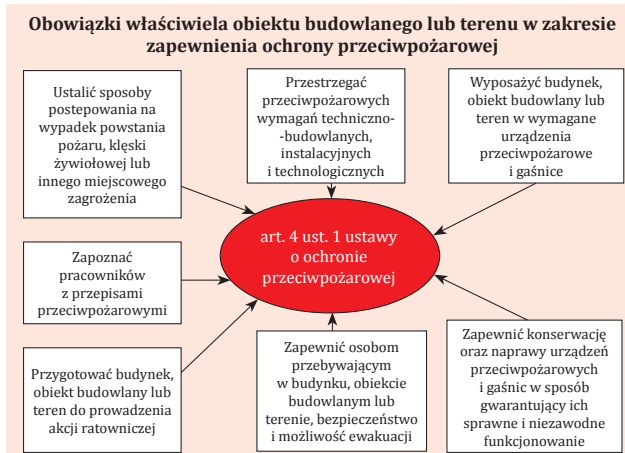 Obowiązki właściciela obiektu budowlanego lub terenu w zakresie
zapewnienia ochrony przeciwpożarowej
Ustalić sposoby
postepowania na
wypadek powstania
pożaru, klęski
żywiołowej lub
innego miejscowego
zagrożenia
Przestrzegać
przeciwpożarowych
wymagań techniczno-
-budowlanych,
instalacyjnych
i technologicznych
Wyposażyć budynek,
obiekt budowlany lub
teren w wymagane
urządzenia
przeciwpożarowe
i gaśnice
art. 4 ust. 1 ustawy
o ochronie
przeciwpożarowej
Zapoznać
pracowników
z przepisami
przeciwpożarowymi
Przygotować budynek,
obiekt budowlany lub
teren do prowadzenia
akcji ratowniczej
Zapewnić osobom
przebywającym
w budynku, obiekcie
budowlanym lub
terenie, bezpieczeństwo
i możliwość ewakuacji
Zapewnić konserwację
oraz naprawy urządzeń
przeciwpożarowych
i gaśnic w sposób
gwarantujący ich
sprawne i niezawodne
funkcjonowanie